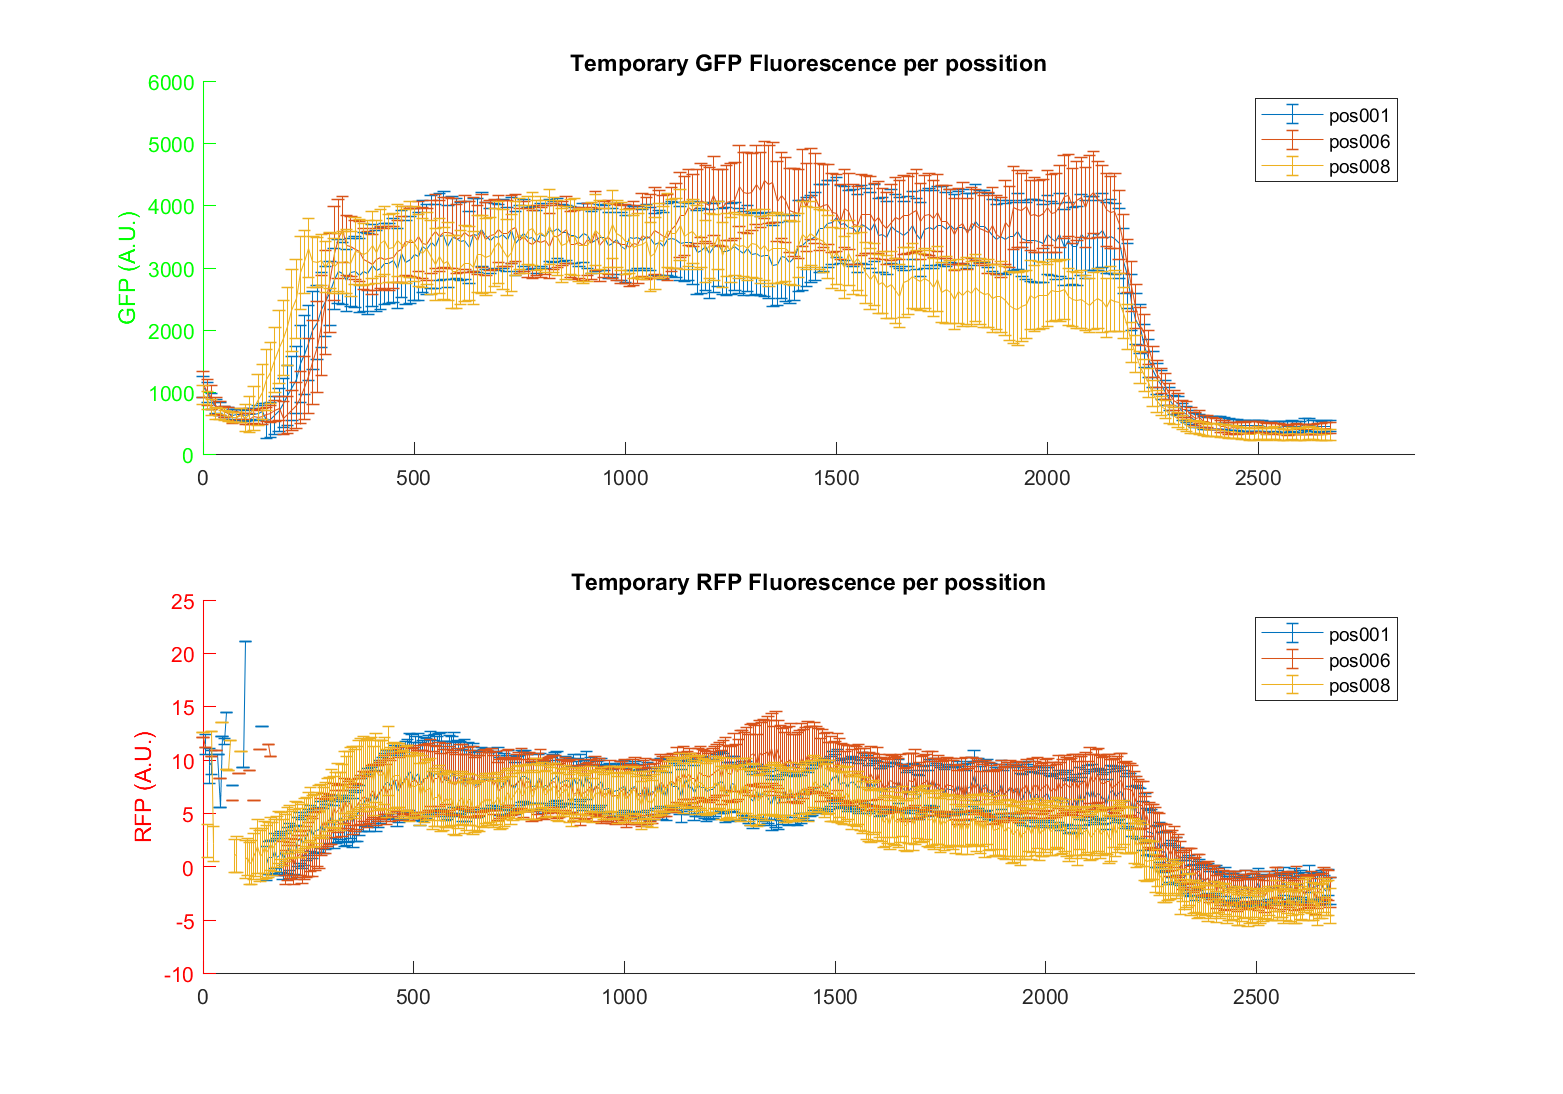 Temporary GFP Fluorescence per possition
GFP (A.U.)
6000
5000
4000
3000
2000
1000
0
0 500 1000 1500 2000 2500
pos001
pos006
pos008
Temporary RFP Fluorescence per possition
RFP (A.U.)
25
20
15
10
5
0
-5
-10
0 500 1000 1500 2000 2500
pos001
pos006
pos008